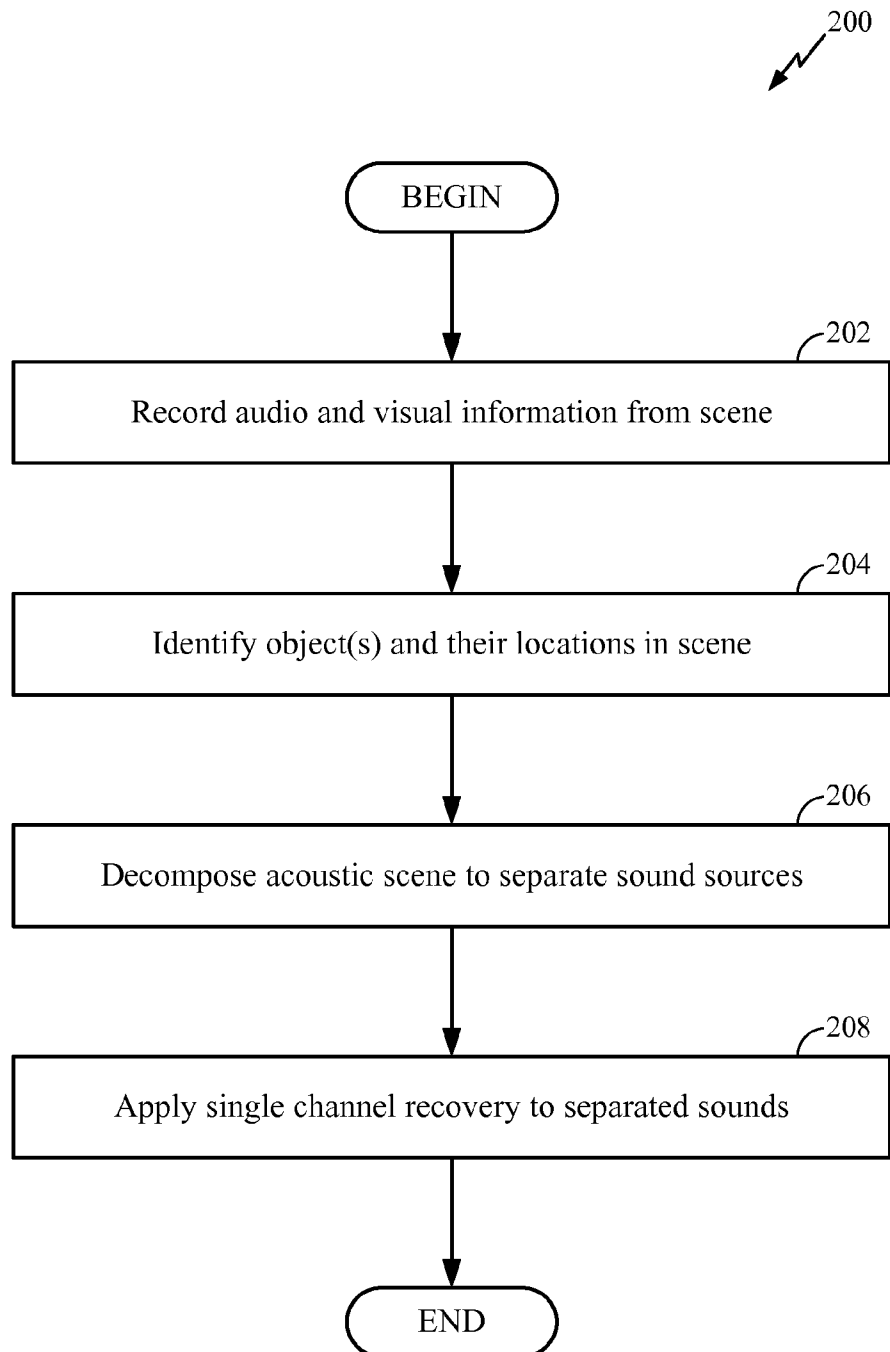 200
BEGIN
202
Record audio and visual information from scene
204
Identify object(s) and their locations in scene
206
Decompose acoustic scene to separate sound sources
208
Apply single channel recovery to separated sounds
END